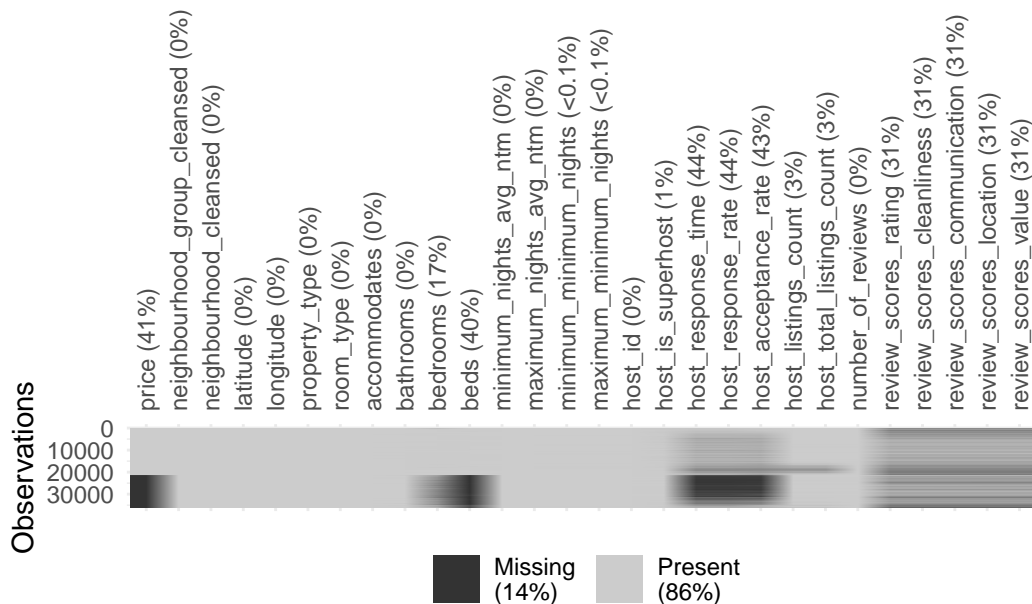 price (41%)
neighbourhood_group_cleansed (0%)
neighbourhood_cleansed (0%)
latitude (0%)
longitude (0%)
property_type (0%)
room_type (0%)
accommodates (0%)
bathrooms (0%)
bedrooms (17%)
beds (40%)
minimum_nights_avg_ntm (0%)
maximum_nights_avg_ntm (0%)
minimum_minimum_nights (<0.1%)
maximum_minimum_nights (<0.1%)
host_id (0%)
host_is_superhost (1%)
host_response_time (44%)
host_response_rate (44%)
host_acceptance_rate (43%)
host_listings_count (3%)
host_total_listings_count (3%)
number_of_reviews (0%)
review_scores_rating (31%)
review_scores_cleanliness (31%)
review_scores_communication (31%)
review_scores_location (31%)
review_scores_value (31%)
Observations
0
10000
20000
30000
Missing
(14%)
Present
(86%)